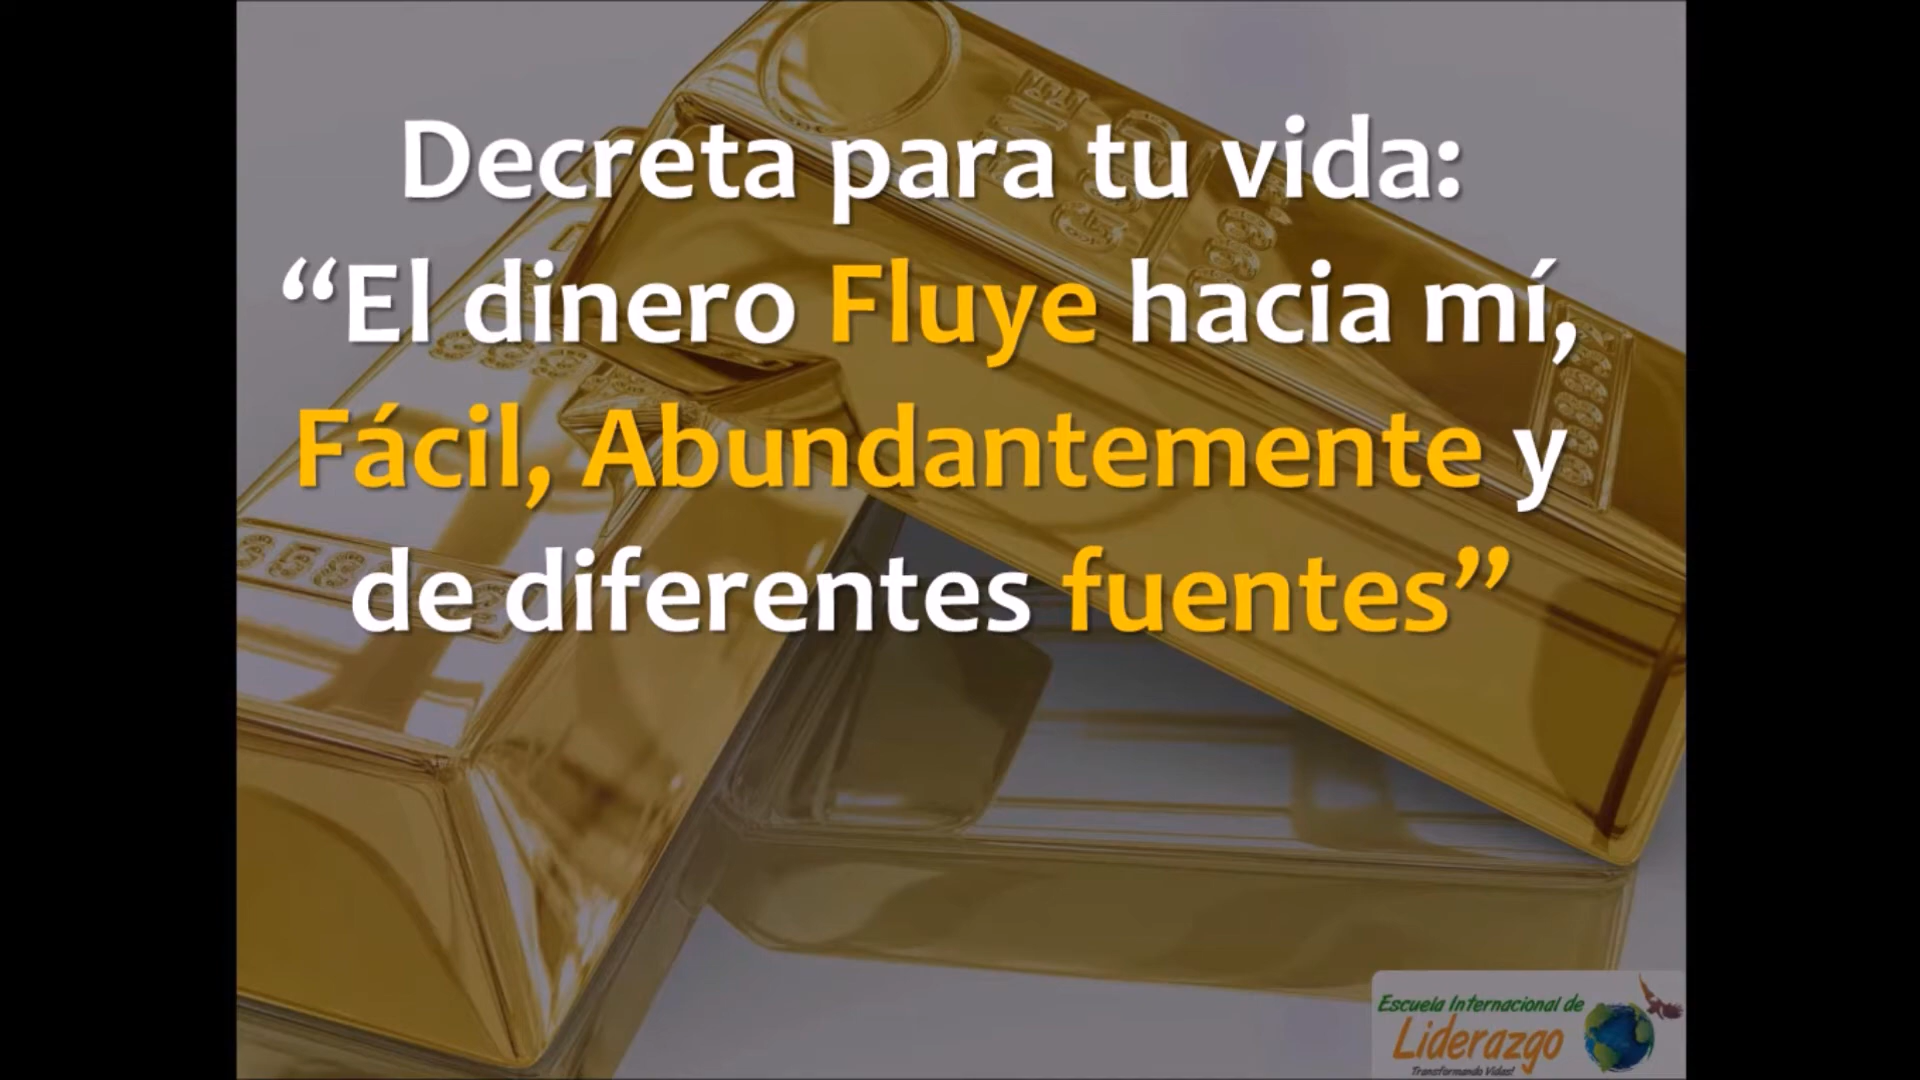 Decreta para tu vida:
“El dinero Fluye hacia mí,
Fácil, Abundantemente y
de diferentes fuentes”
Escuela Internacional de
Liderazgo
Transformando Vidas!